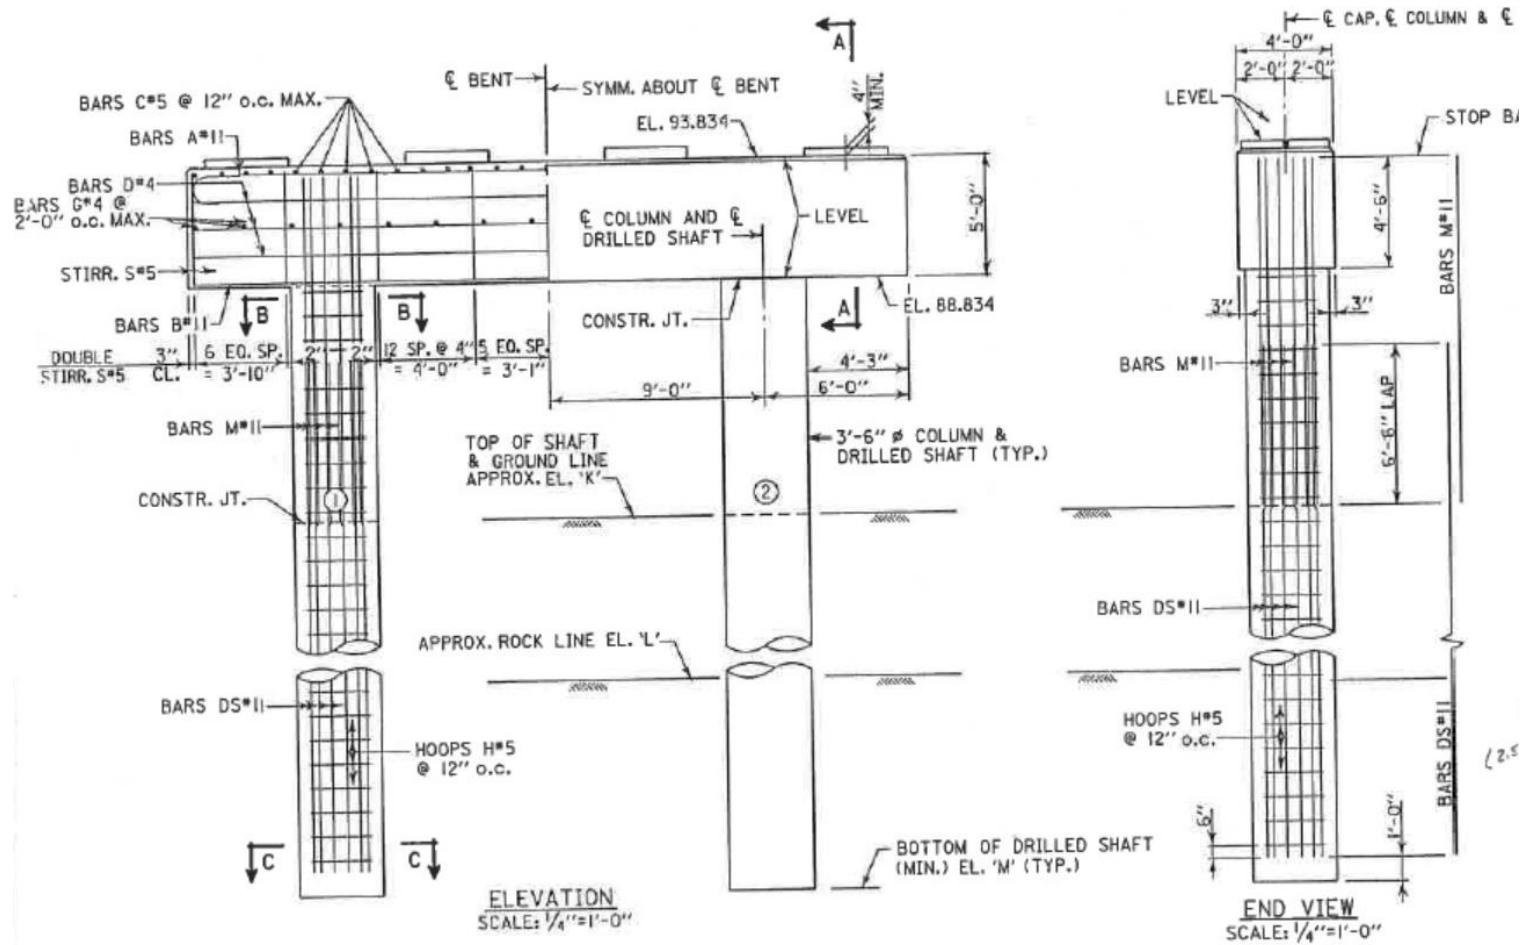 ℄ CAP, ℄ COLUMN & ℄
4'-0"
2'-0" 2'-0"
A
4" MIN.
℄ BENT
SYMM. ABOUT ℄ BENT
BARS C#5 @ 12" o.c. MAX.
EL. 93.834
LEVEL
STOP BA
BARS A#11
BARS D#4
BARS G#4 @
2'-0" o.c. MAX.
℄ COLUMN AND ℄
DRILLED SHAFT
LEVEL
5'-0"
4'-6"
BARS M#11
STIRR. S#5
BARS B#11
B
B
CONSTR. JT.
A
EL. 88.834
3"
3"
DOUBLE
STIRR. S#5
3"
CL.
6 EQ. SP.
= 3'-10"
2"
2"
12 SP. @ 4"
= 4'-0"
5 EQ. SP.
= 3'-1"
4'-3"
9'-0"
6'-0"
BARS M#11
6'-6" LAP
BARS M#11
TOP OF SHAFT
& GROUND LINE
APPROX. EL. 'K'
3'-6" ø COLUMN &
DRILLED SHAFT (TYP.)
CONSTR. JT.
1
2
BARS DS#11
APPROX. ROCK LINE EL. 'L'
BARS DS#11
HOOPS H#5
@ 12" o.c.
HOOPS H#5
@ 12" o.c.
BARS DS#11
(2.5
6"
1'-0"
C
C
BOTTOM OF DRILLED SHAFT
(MIN.) EL. 'M' (TYP.)
ELEVATION
SCALE: 1/4"=1'-0"
END VIEW
SCALE: 1/4"=1'-0"